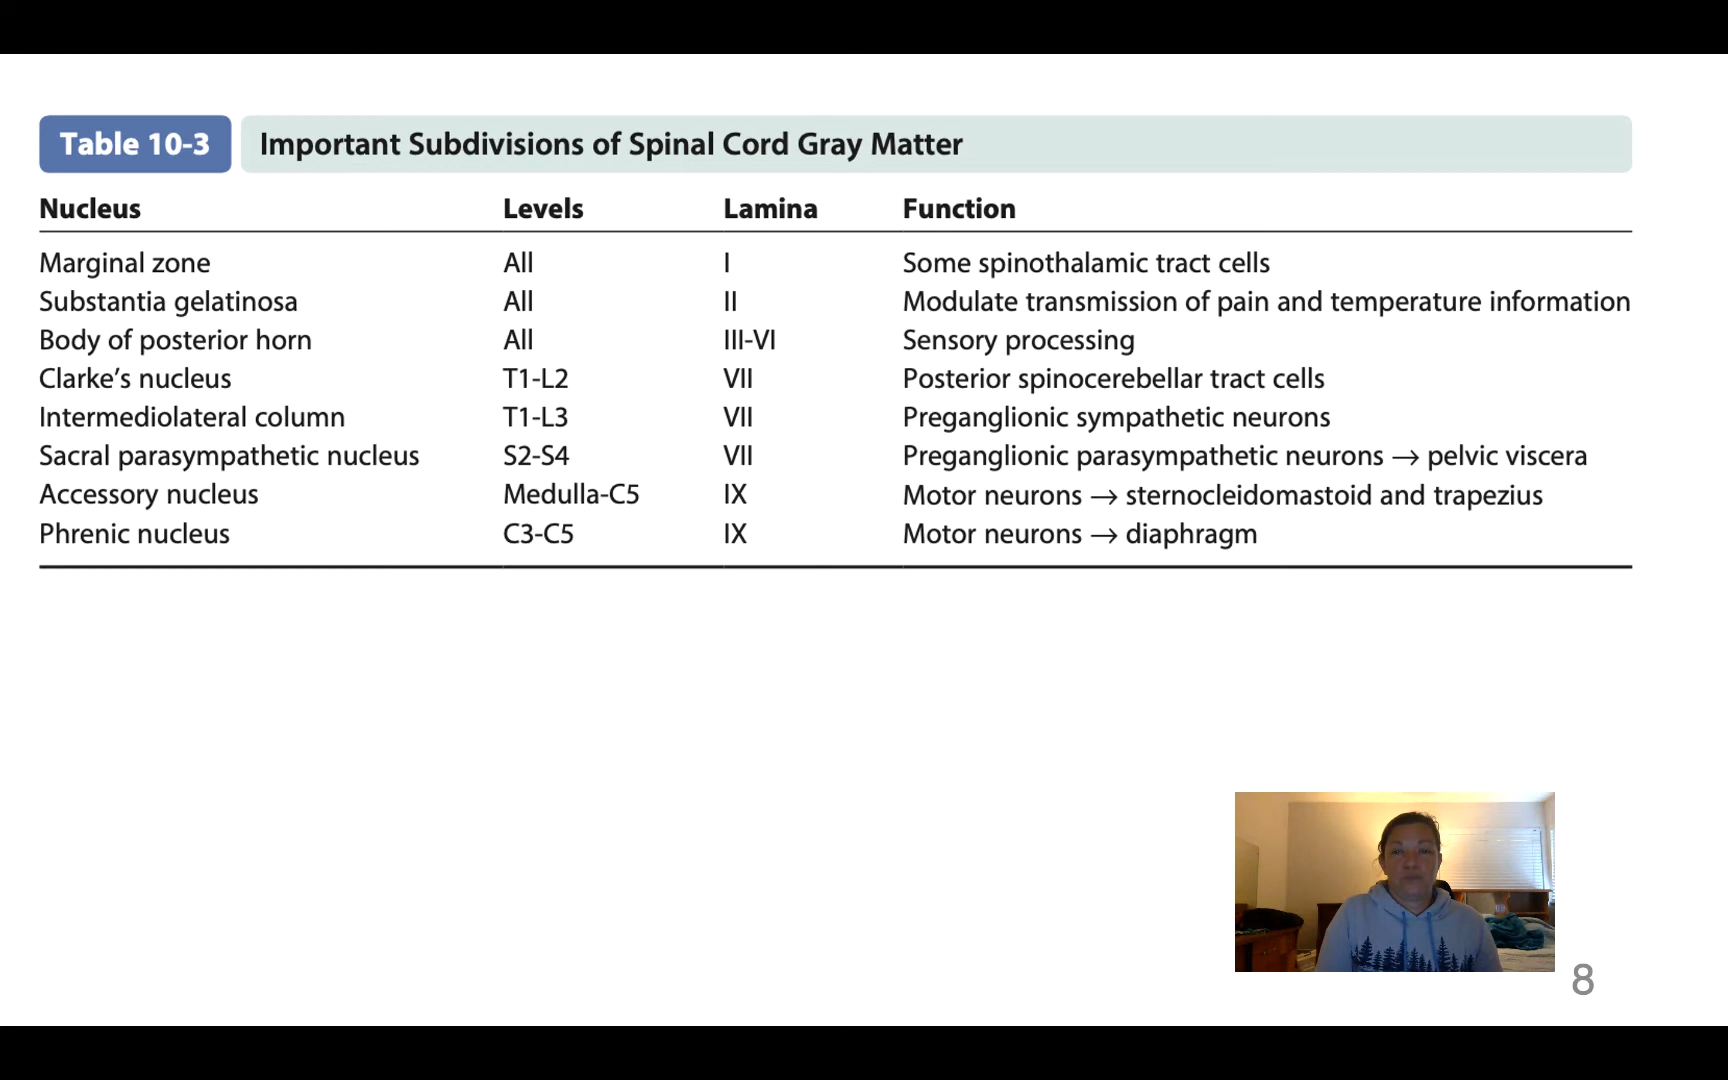 Table 10-3 Important Subdivisions of Spinal Cord Gray Matter
Nucleus Levels Lamina Function
Marginal zone All I Some spinothalamic tract cells
Substantia gelatinosa All II Modulate transmission of pain and temperature information
Body of posterior horn All III-VI Sensory processing
Clarke’s nucleus T1-L2 VII Posterior spinocerebellar tract cells
Intermediolateral column T1-L3 VII Preganglionic sympathetic neurons
Sacral parasympathetic nucleus S2-S4 VII Preganglionic parasympathetic neurons → pelvic viscera
Accessory nucleus Medulla-C5 IX Motor neurons → sternocleidomastoid and trapezius
Phrenic nucleus C3-C5 IX Motor neurons → diaphragm
8